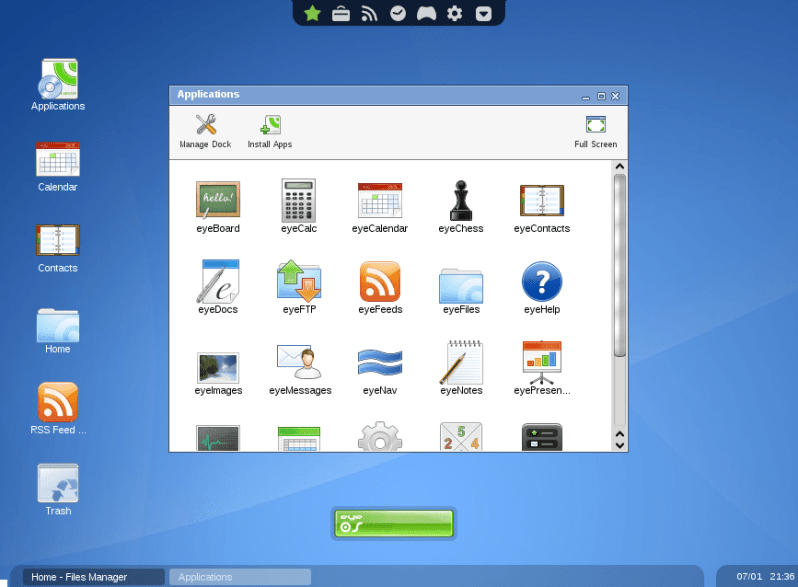 Applications
Calendar
Contacts
Home
RSS Feed ...
Trash
Applications
Manage Dock
Install Apps
Full Screen
hello!
eyeBoard
eyeCalc
eyeCalendar
eyeChess
eyeContacts
e
?
eyeDocs
eyeFTP
eyeFeeds
eyeFiles
eyeHelp
eyeImages
eyeMessages
eyeNav
eyeNotes
eyePresen...
5
2 x 4
eye
os
Home - Files Manager
Applications
07/01 21:36